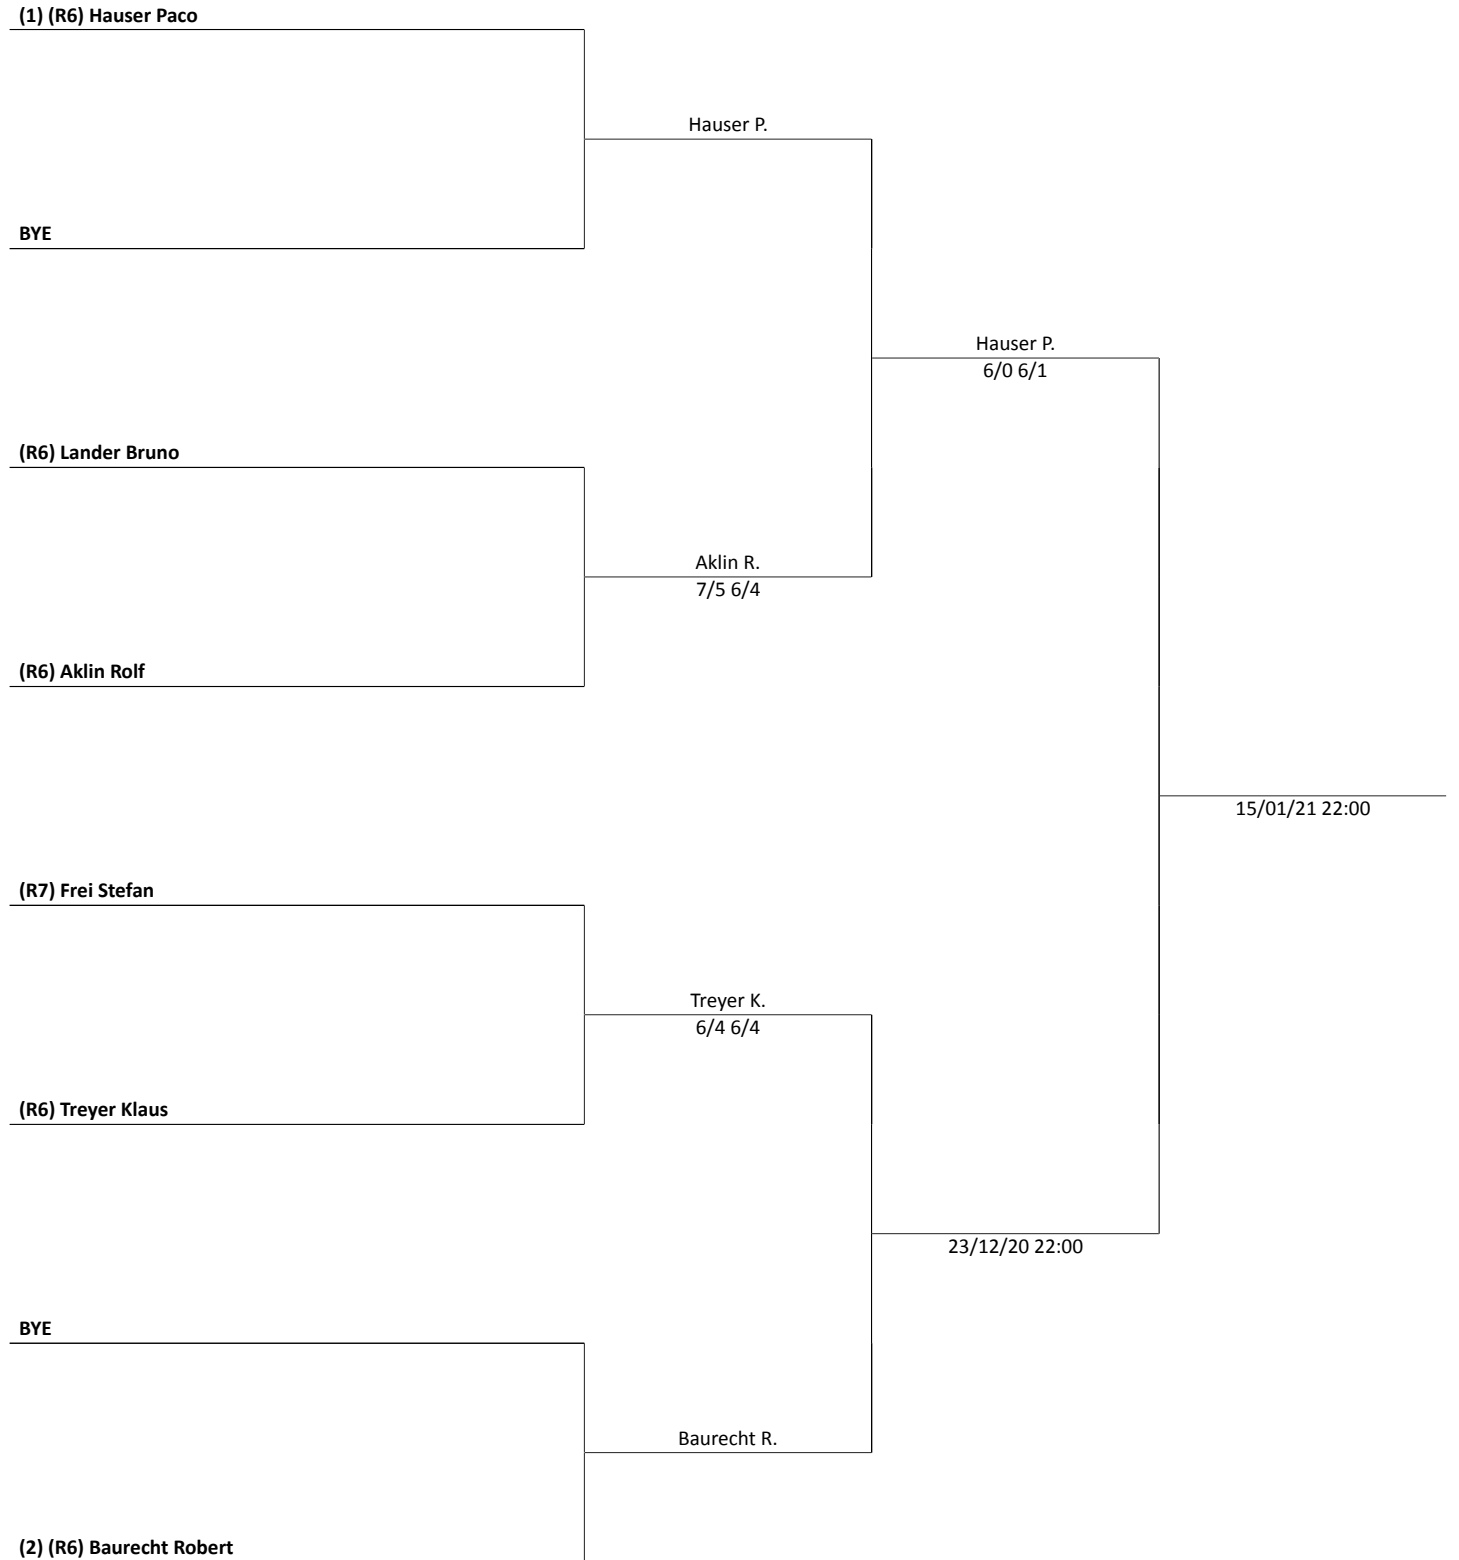 (1) (R6) Hauser Paco
Hauser P.
BYE
Hauser P.
6/0 6/1
(R6) Lander Bruno
Aklin R.
7/5 6/4
(R6) Aklin Rolf
15/01/21 22:00
(R7) Frei Stefan
Treyer K.
6/4 6/4
(R6) Treyer Klaus
23/12/20 22:00
BYE
Baurecht R.
(2) (R6) Baurecht Robert